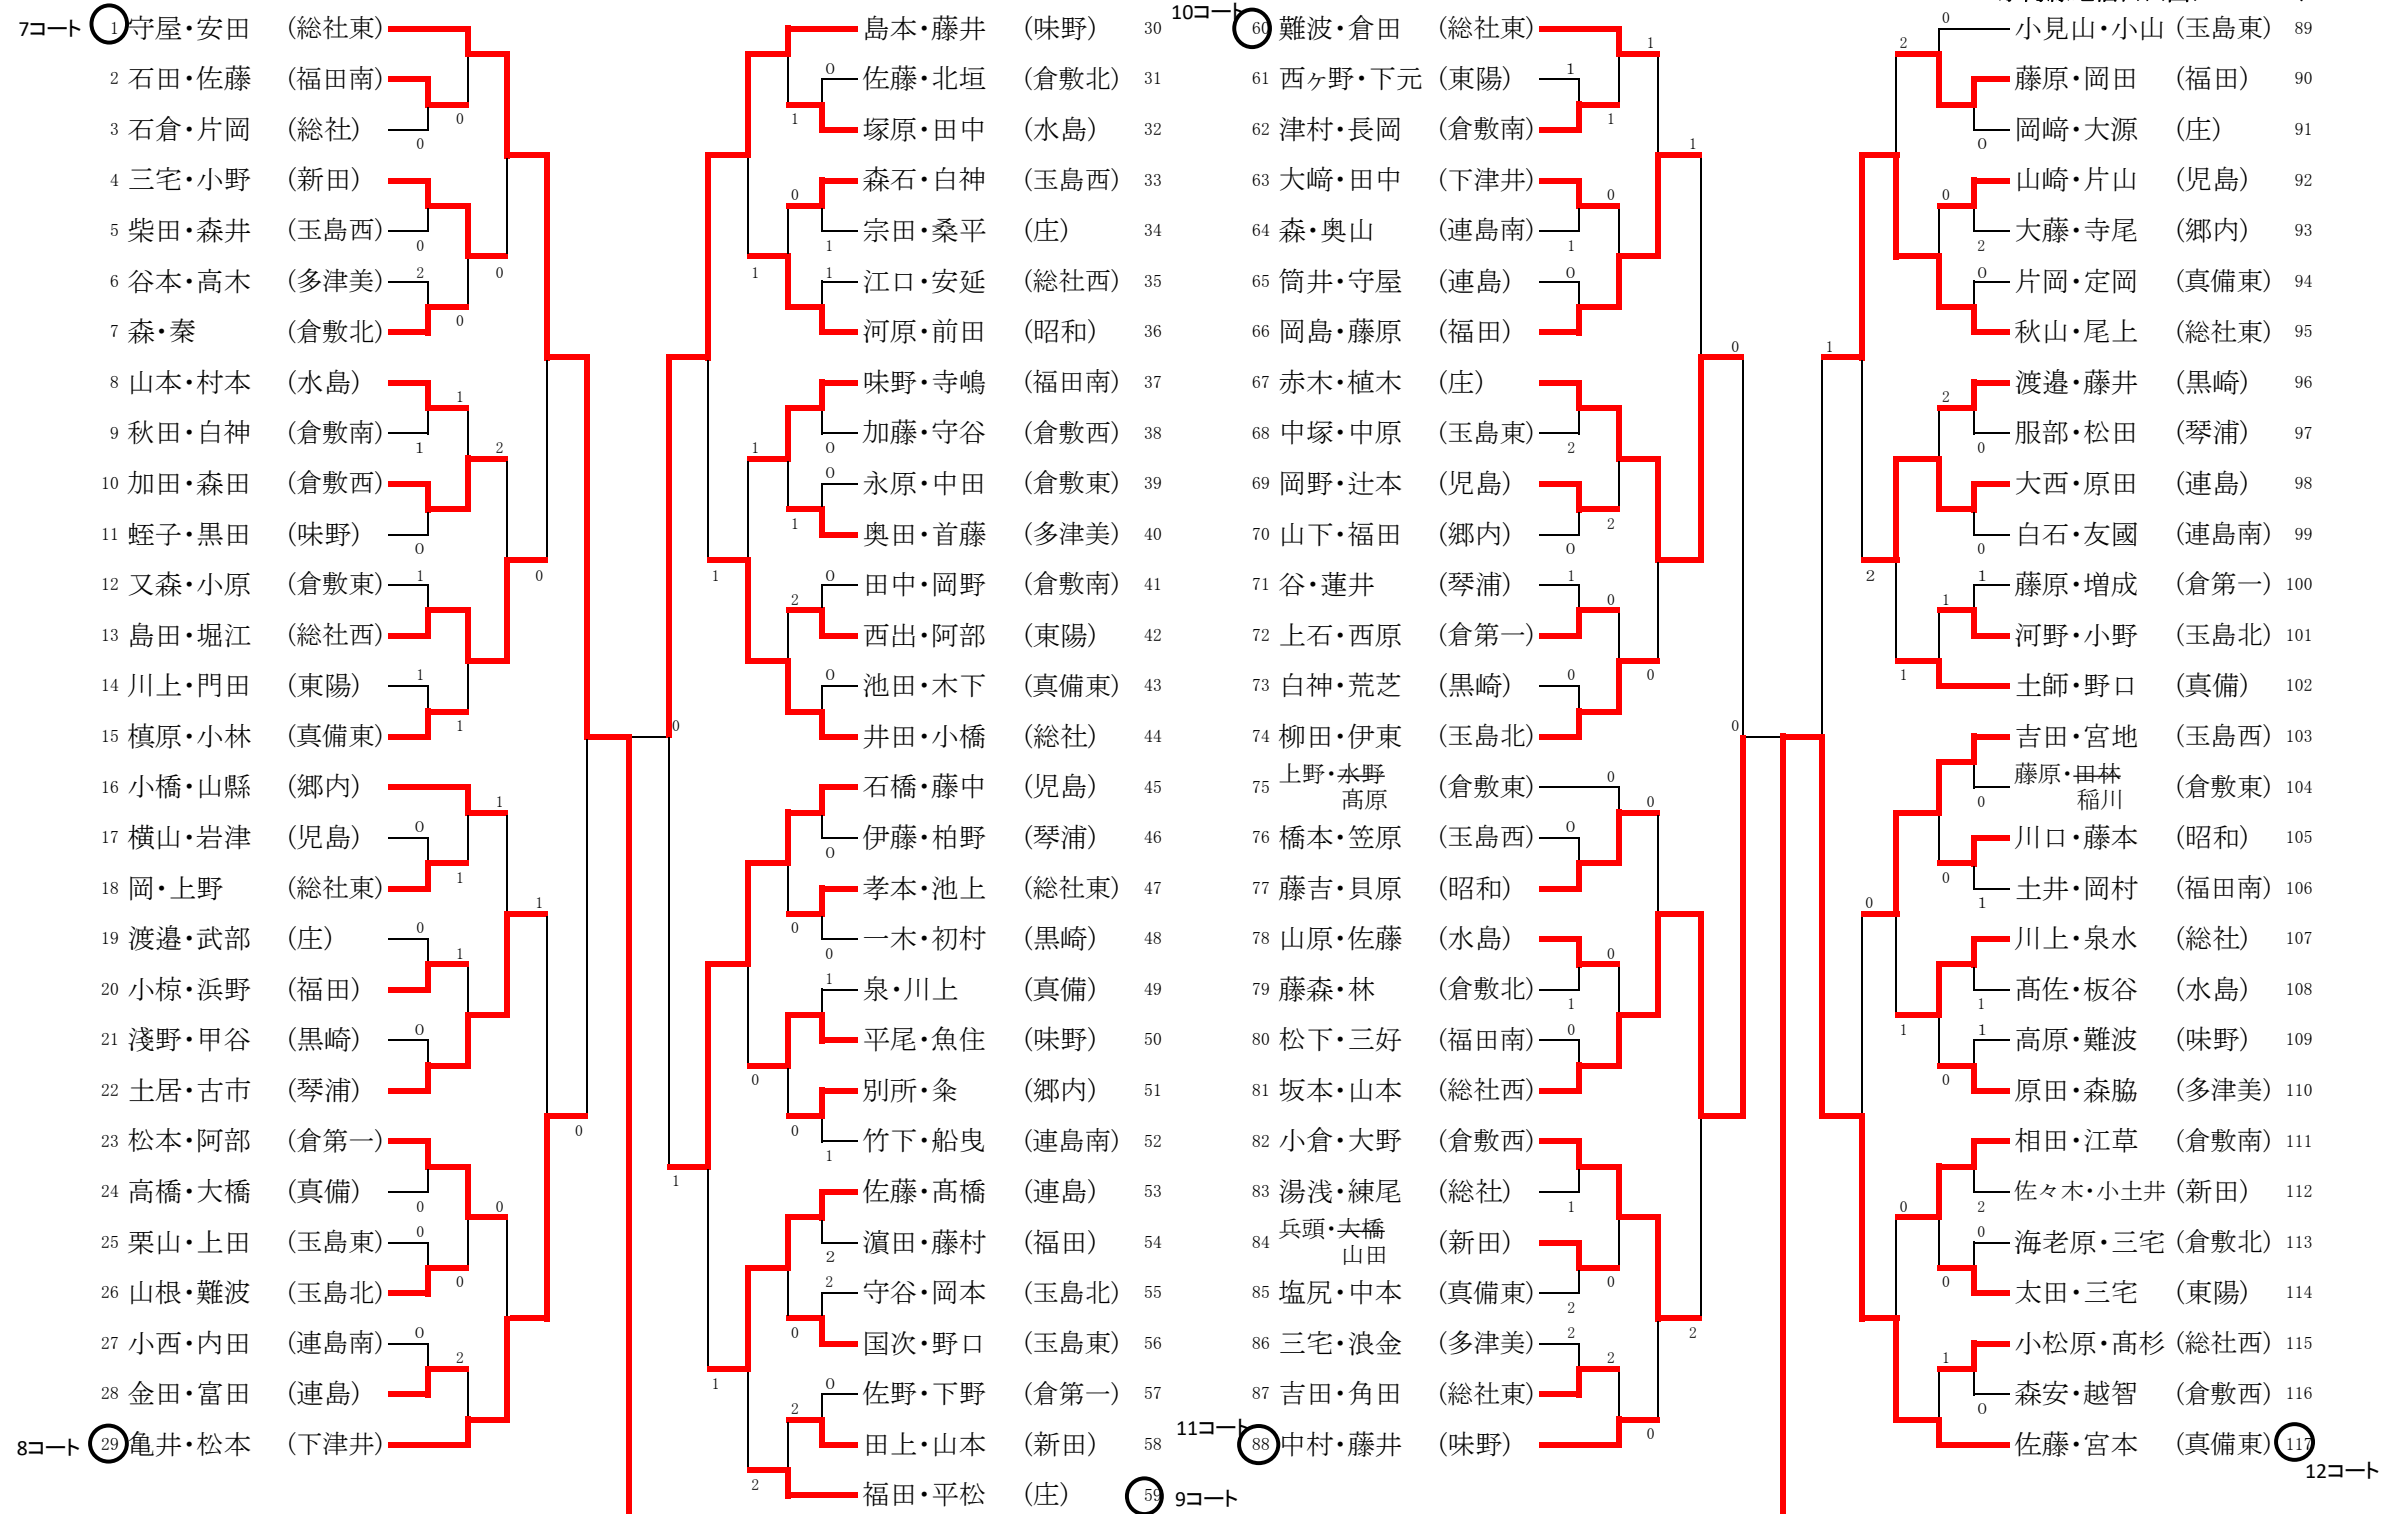 7コート
1 守屋・安田 (総社東)
2 石田・佐藤 (福田南)
3 石倉・片岡 (総社)
4 三宅・小野 (新田)
5 柴田・森井 (玉島西)
6 谷本・高木 (多津美)
7 森・秦 (倉敷北)
8 山本・村本 (水島)
9 秋田・白神 (倉敷南)
10 加田・森田 (倉敷西)
11 蛭子・黒田 (味野)
12 又森・小原 (倉敷東)
13 島田・堀江 (総社西)
14 川上・門田 (東陽)
15 槙原・小林 (真備東)
16 小橋・山縣 (郷内)
17 横山・岩津 (児島)
18 岡・上野 (総社東)
19 渡邉・武部 (庄)
20 小椋・浜野 (福田)
21 淺野・甲谷 (黒崎)
22 土居・古市 (琴浦)
23 松本・阿部 (倉第一)
24 高橋・大橋 (真備)
25 栗山・上田 (玉島東)
26 山根・難波 (玉島北)
27 小西・内田 (連島南)
28 金田・富田 (連島)
8コート
29 亀井・松本 (下津井)
島本・藤井 (味野) 30
佐藤・北垣 (倉敷北) 31
塚原・田中 (水島) 32
森石・白神 (玉島西) 33
宗田・桑平 (庄) 34
江口・安延 (総社西) 35
河原・前田 (昭和) 36
味野・寺嶋 (福田南) 37
加藤・守谷 (倉敷西) 38
永原・中田 (倉敷東) 39
奥田・首藤 (多津美) 40
田中・岡野 (倉敷南) 41
西出・阿部 (東陽) 42
池田・木下 (真備東) 43
井田・小橋 (総社) 44
石橋・藤中 (児島) 45
伊藤・柏野 (琴浦) 46
孝本・池上 (総社東) 47
一木・初村 (黒崎) 48
泉・川上 (真備) 49
平尾・魚住 (味野) 50
別所・粂 (郷内) 51
竹下・船曳 (連島南) 52
佐藤・髙橋 (連島) 53
濵田・藤村 (福田) 54
守谷・岡本 (玉島北) 55
国次・野口 (玉島東) 56
佐野・下野 (倉第一) 57
田上・山本 (新田) 58
福田・平松 (庄) 59
9コート
10コート
60 難波・倉田 (総社東)
61 西ヶ野・下元 (東陽)
62 津村・長岡 (倉敷南)
63 大﨑・田中 (下津井)
64 森・奥山 (連島南)
65 筒井・守屋 (連島)
66 岡島・藤原 (福田)
67 赤木・植木 (庄)
68 中塚・中原 (玉島東)
69 岡野・辻本 (児島)
70 山下・福田 (郷内)
71 谷・蓮井 (琴浦)
72 上石・西原 (倉第一)
73 白神・荒芝 (黒崎)
74 柳田・伊東 (玉島北)
75 上野・水野 (倉敷東)
髙原
76 橋本・笠原 (玉島西)
77 藤吉・貝原 (昭和)
78 山原・佐藤 (水島)
79 藤森・林 (倉敷北)
80 松下・三好 (福田南)
81 坂本・山本 (総社西)
82 小倉・大野 (倉敷西)
83 湯浅・練尾 (総社)
84 兵頭・大橋 (新田)
山田
85 塩尻・中本 (真備東)
86 三宅・浪金 (多津美)
87 吉田・角田 (総社東)
11コート
88 中村・藤井 (味野)
小見山・小山 (玉島東) 89
藤原・岡田 (福田) 90
岡﨑・大源 (庄) 91
山崎・片山 (児島) 92
大藤・寺尾 (郷内) 93
片岡・定岡 (真備東) 94
秋山・尾上 (総社東) 95
渡邉・藤井 (黒崎) 96
服部・松田 (琴浦) 97
大西・原田 (連島) 98
白石・友國 (連島南) 99
藤原・増成 (倉第一) 100
河野・小野 (玉島北) 101
土師・野口 (真備) 102
吉田・宮地 (玉島西) 103
藤原・田林 (倉敷東) 104
稲川
川口・藤本 (昭和) 105
土井・岡村 (福田南) 106
川上・泉水 (総社) 107
髙佐・板谷 (水島) 108
高原・難波 (味野) 109
原田・森脇 (多津美) 110
相田・江草 (倉敷南) 111
佐々木・小土井 (新田) 112
海老原・三宅 (倉敷北) 113
太田・三宅 (東陽) 114
小松原・髙杉 (総社西) 115
森安・越智 (倉敷西) 116
佐藤・宮本 (真備東) 117
12コート